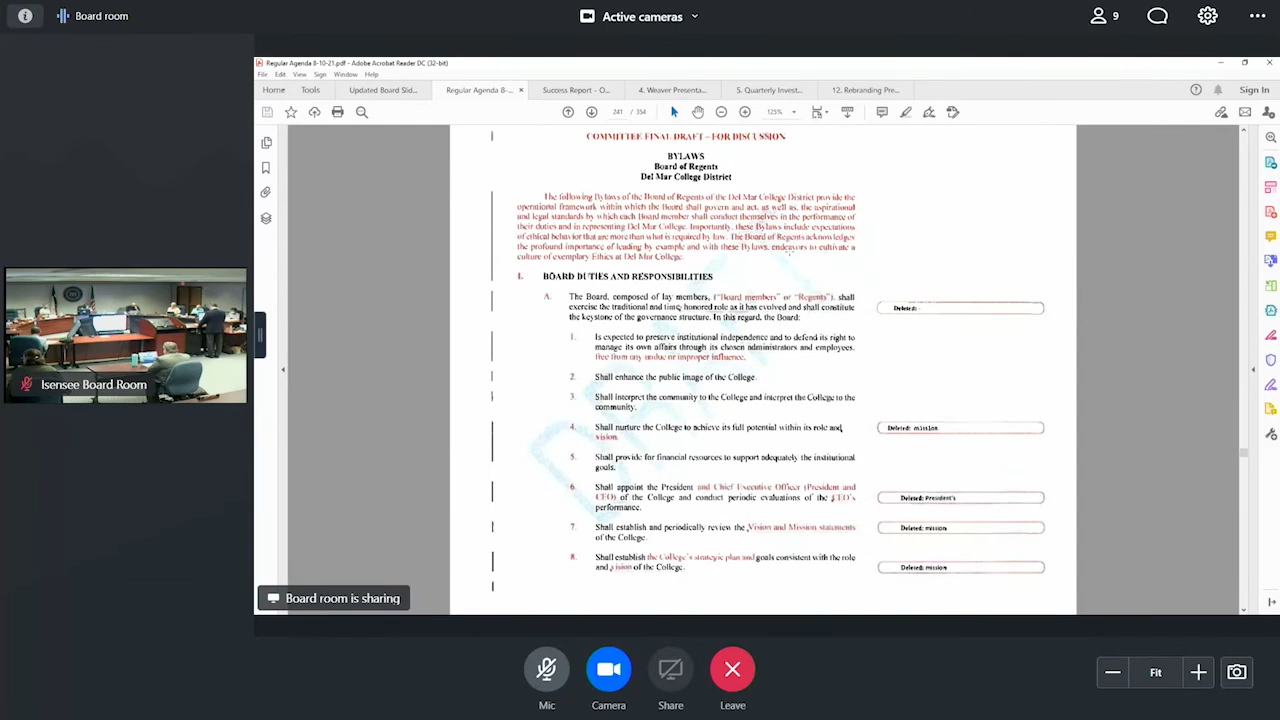 Board room
Active cameras
9
Regular Agenda 8-10-21.pdf - Adobe Acrobat Reader DC (32-bit)
File Edit View Sign Window Help
Home Tools Updated Board Slid... Regular Agenda 8-... Success Report - O... 4. Weaver Presenta... 5. Quarterly Invest... 12. Rebranding Pre... Sign In
241 / 354 125%
COMMITTEE FINAL DRAFT – FOR DISCUSSION
BYLAWS
Board of Regents
Del Mar College District
The following Bylaws of the Board of Regents of the Del Mar College District provide the
operational framework within which the Board shall govern and act, as well as, the aspirational
and legal standards by which each Board member shall conduct themselves in the performance of
their duties and in representing Del Mar College. Importantly, these Bylaws include expectations
of ethical behavior that are more than what is required by law. The Board of Regents acknowledges
the profound importance of leading by example and with these Bylaws, endeavors to cultivate a
culture of exemplary Ethics at Del Mar College.
I. BOARD DUTIES AND RESPONSIBILITIES
A. The Board, composed of lay members, ("Board members" or "Regents"), shall
exercise the traditional and time honored role as it has evolved and shall constitute
the keystone of the governance structure. In this regard, the Board:
Deleted: -
1. Is expected to preserve institutional independence and to defend its right to
manage its own affairs through its chosen administrators and employees,
free from any undue or improper influence.
2. Shall enhance the public image of the College.
3. Shall interpret the community to the College and interpret the College to the
community.
4. Shall nurture the College to achieve its full potential within its role and
vision.
Deleted: mission
5. Shall provide for financial resources to support adequately the institutional
goals.
6. Shall appoint the President and Chief Executive Officer (President and
CEO) of the College and conduct periodic evaluations of the CEO's
performance.
Deleted: President's
7. Shall establish and periodically review the Vision and Mission statements
of the College.
Deleted: mission
8. Shall establish the College's strategic plan and goals consistent with the role
and vision of the College.
Deleted: mission
Isensee Board Room
Board room is sharing
Mic Camera Share Leave
Fit